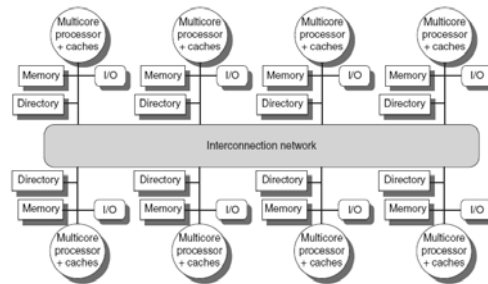 Multicore processor + caches
Multicore processor + caches
Multicore processor + caches
Multicore processor + caches
Memory I/O Memory I/O Memory I/O Memory I/O
Directory Directory Directory Directory
Interconnection network
Directory Directory Directory Directory
Memory I/O Memory I/O Memory I/O Memory I/O
Multicore processor + caches
Multicore processor + caches
Multicore processor + caches
Multicore processor + caches